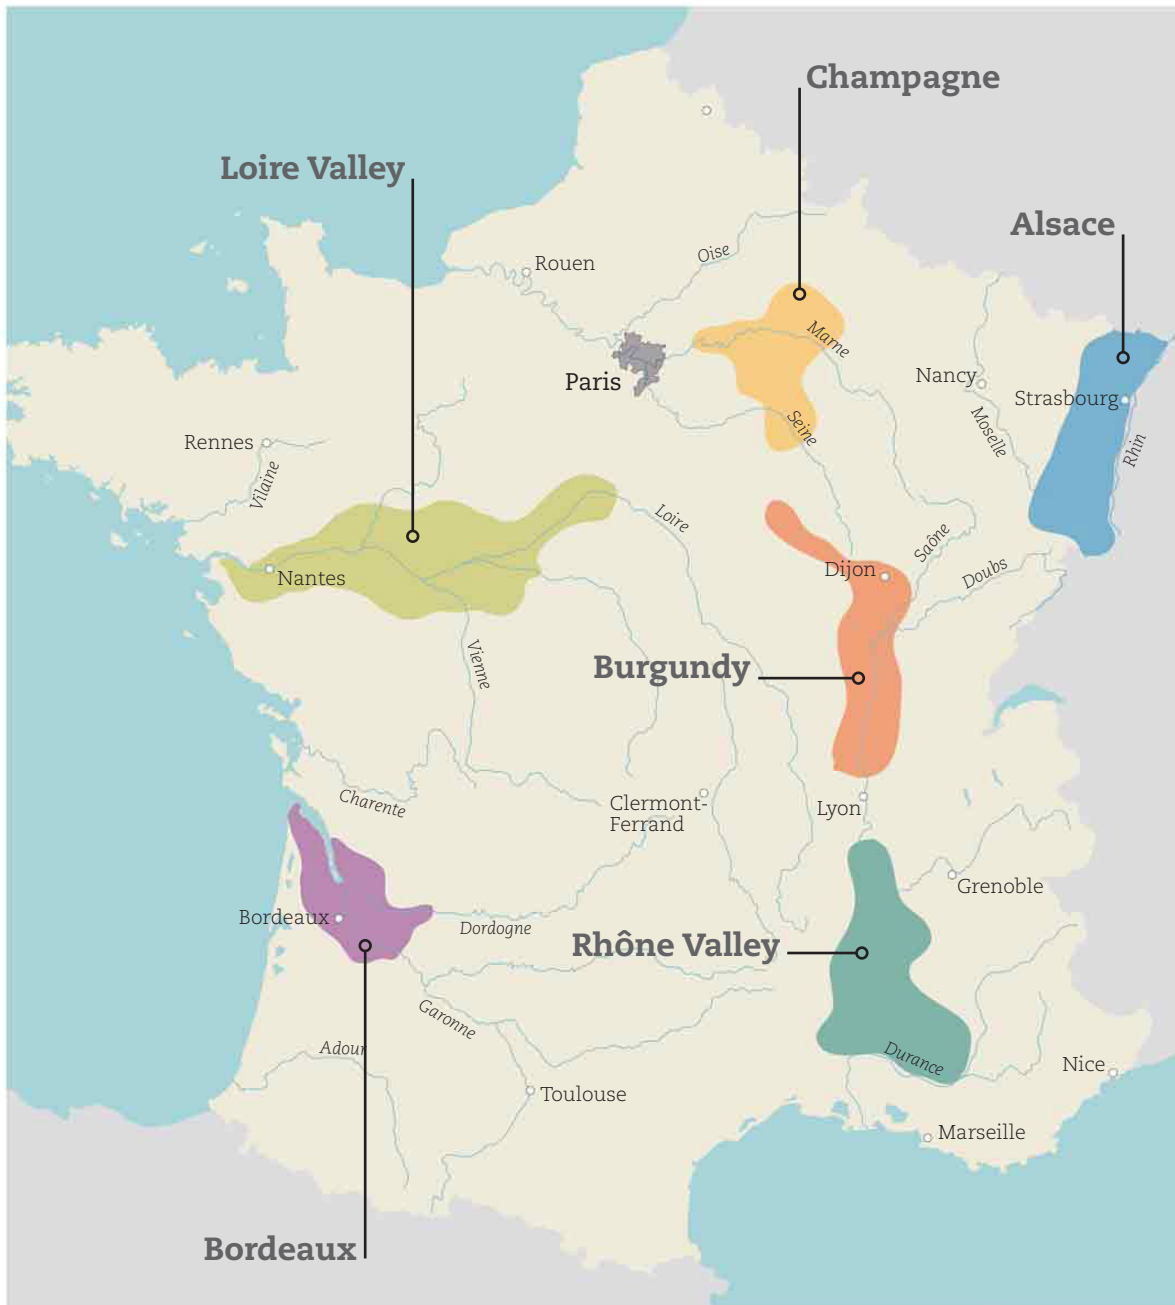 Champagne
Loire Valley
Alsace
Oise
Rouen
Marne
Paris
Nancy
Strasbourg
Seine
Moselle
Rhin
Rennes
Vilaine
Loire
Saône
Dijon
Doubs
Nantes
Vienne
Burgundy
Charente
Clermont-
Ferrand
Lyon
Grenoble
Bordeaux
Dordogne
Rhône Valley
Garonne
Adour
Durance
Nice
Toulouse
Marseille
Bordeaux